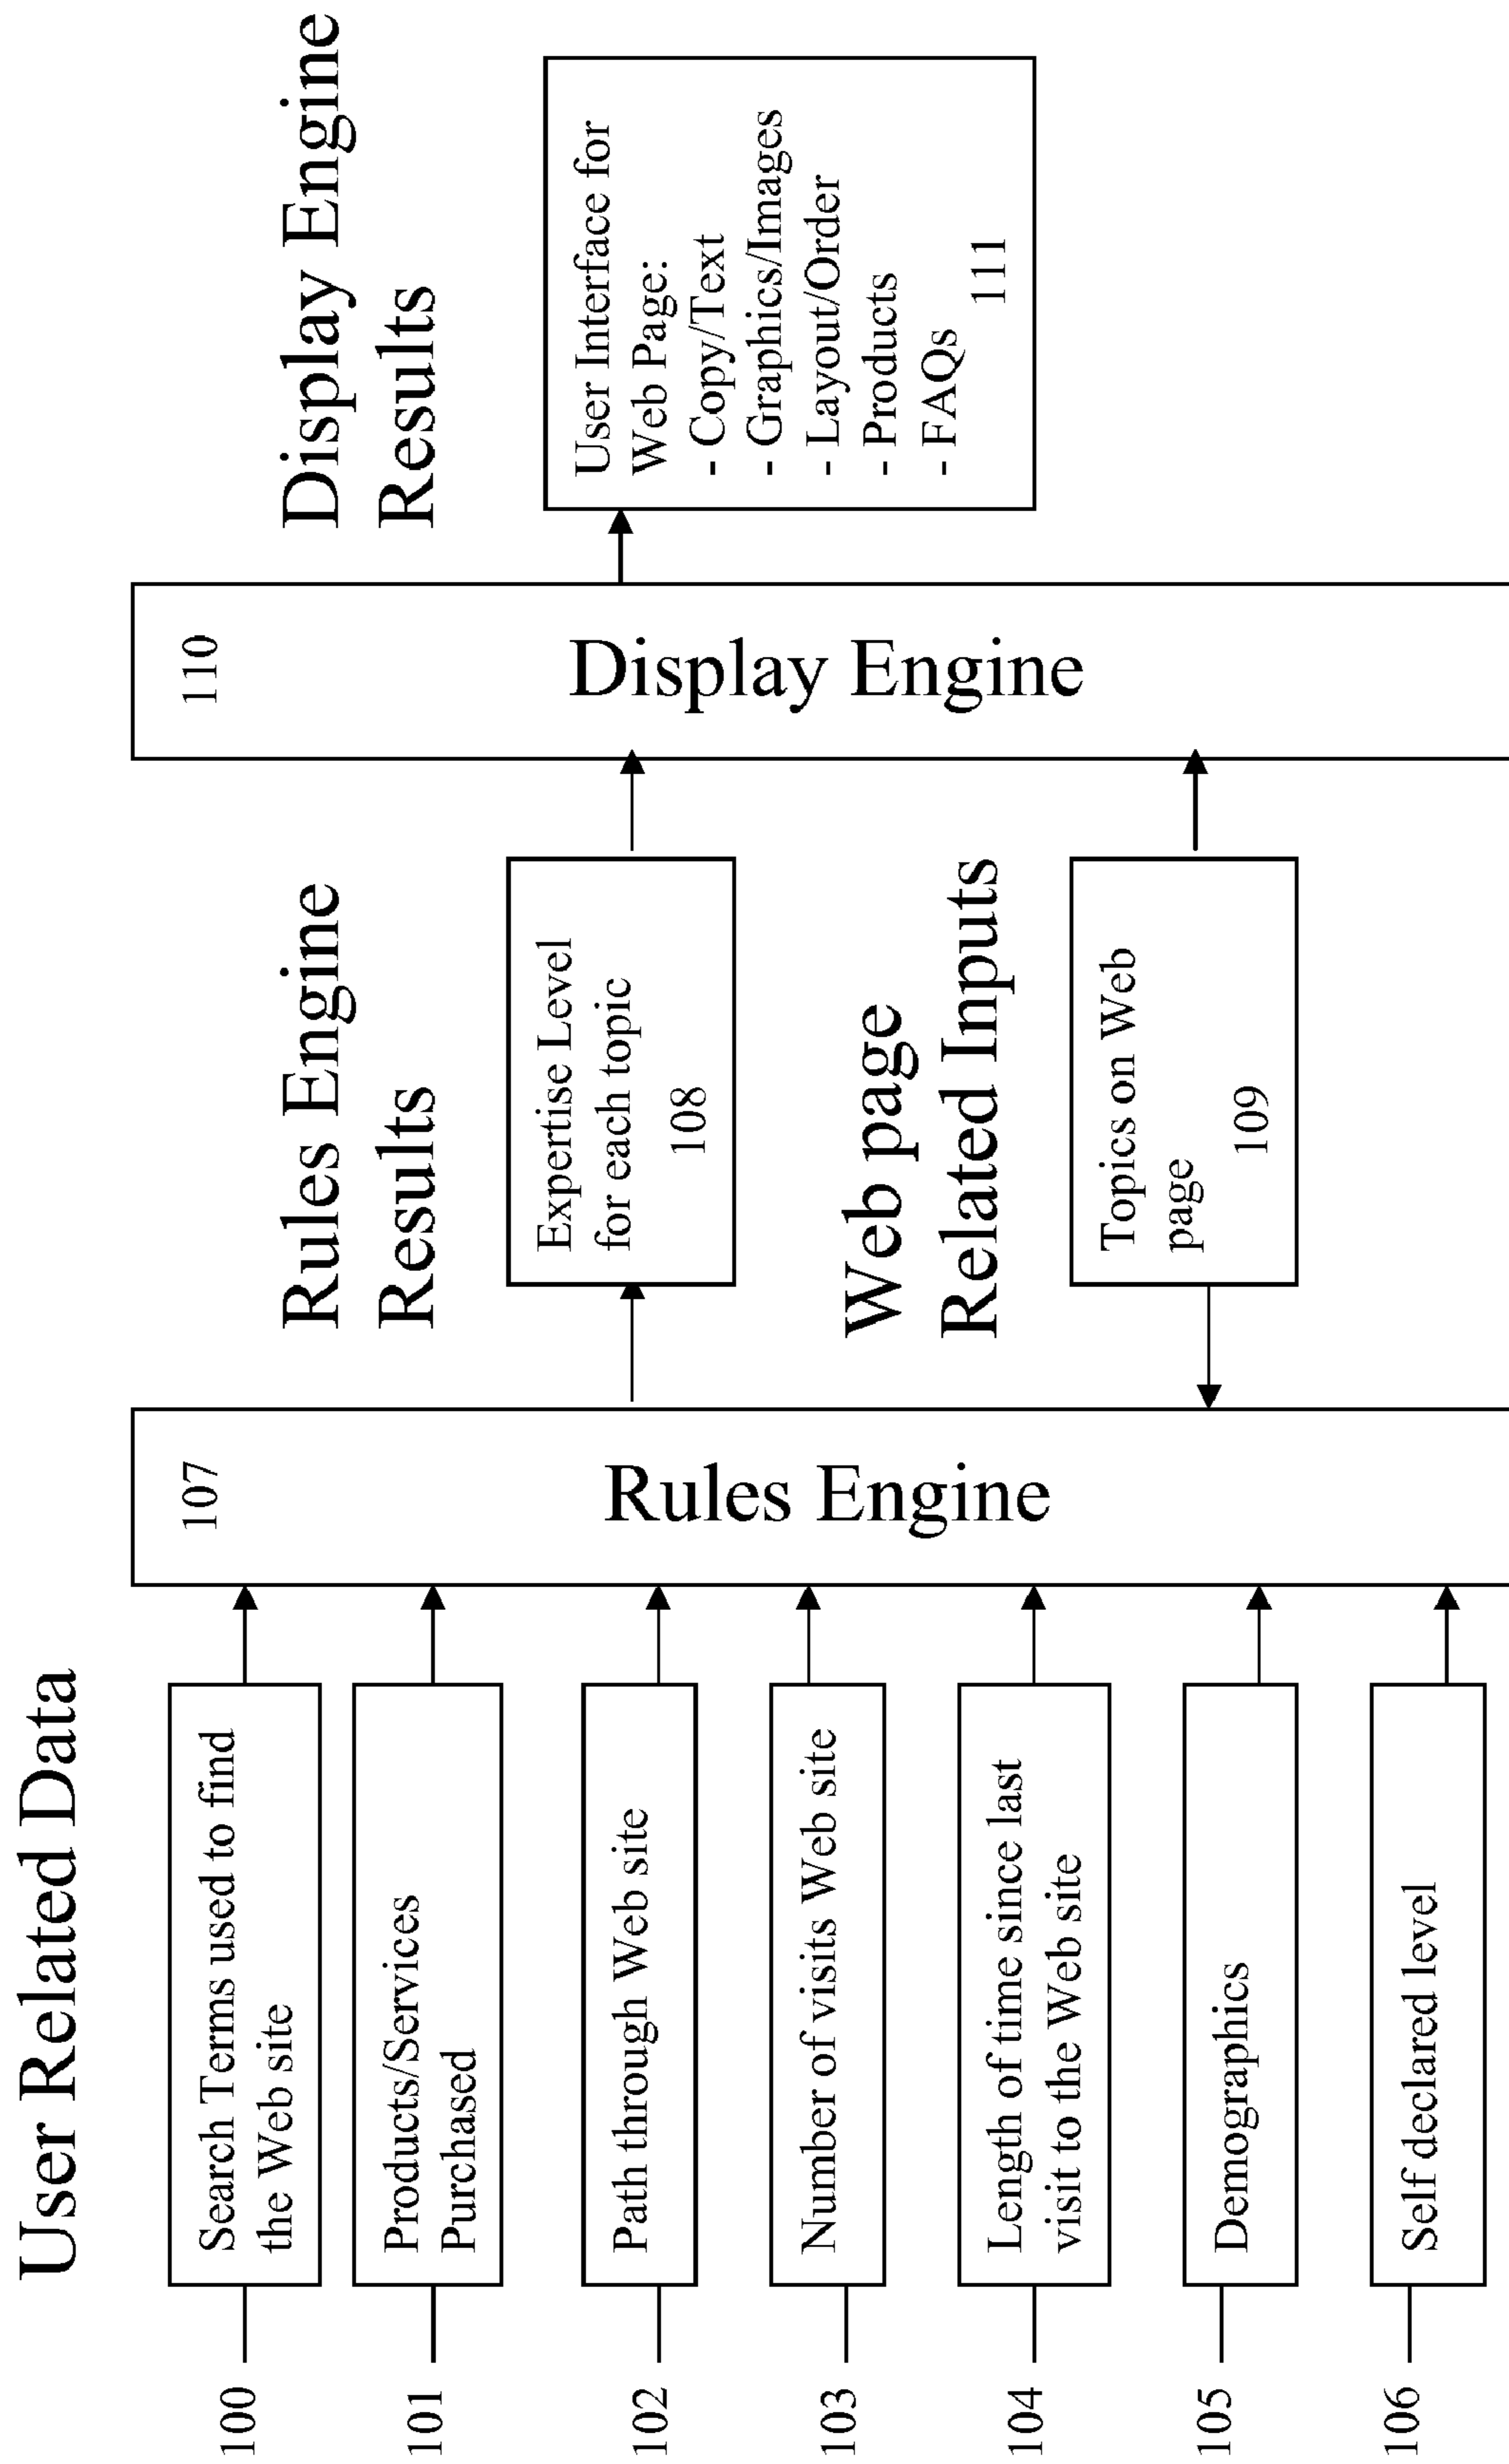 User Related Data
100
Search Terms used to find
the Web site
101
Products/Services
Purchased
102
Path through Web site
103
Number of visits Web site
104
Length of time since last
visit to the Web site
105
Demographics
106
Self declared level
107
Rules Engine
Rules Engine
Results
Expertise Level
for each topic
108
Web page
Related Inputs
Topics on Web
page
109
110
Display Engine
Display Engine
Results
User Interface for
Web Page:
- Copy/Text
- Graphics/Images
- Layout/Order
- Products
- FAQs
111